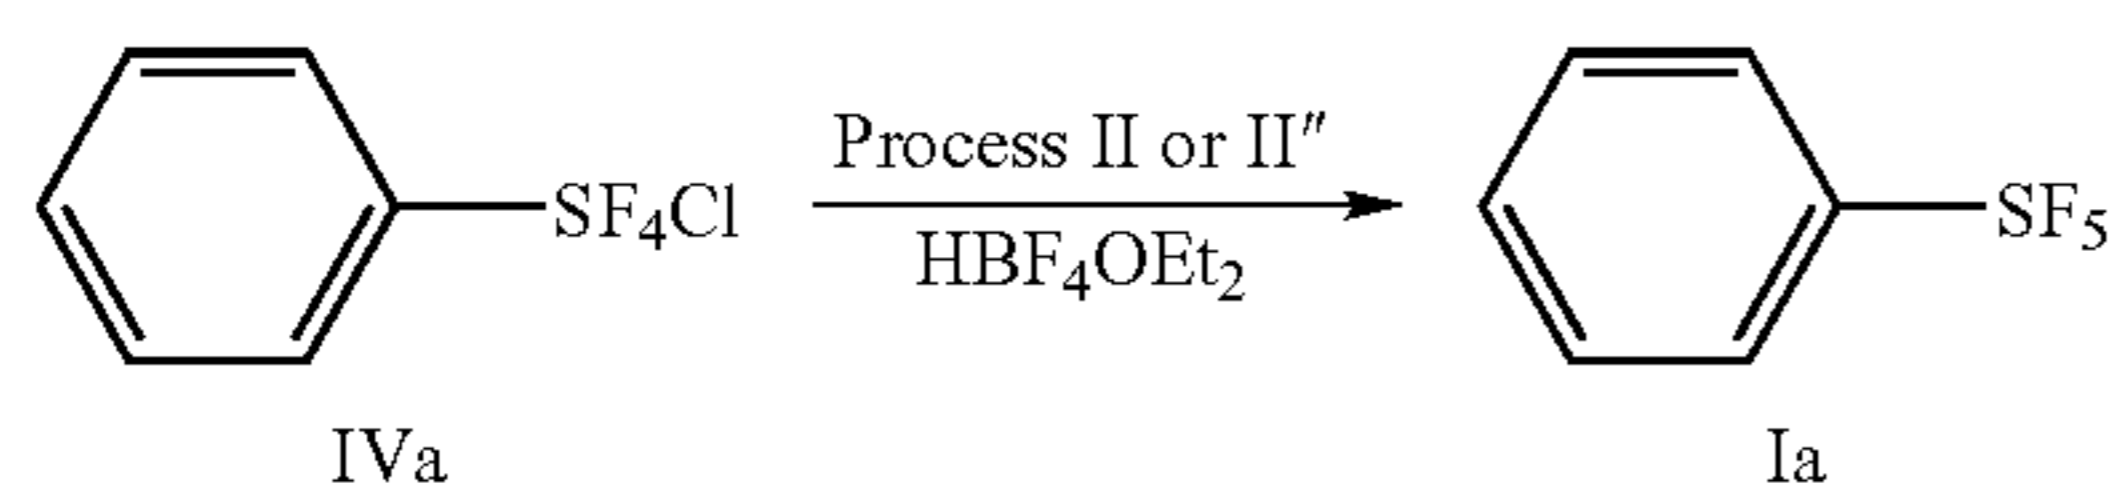 Process II or II″
SF₄Cl
SF₅
HBF₄OEt₂
IVa
Ia